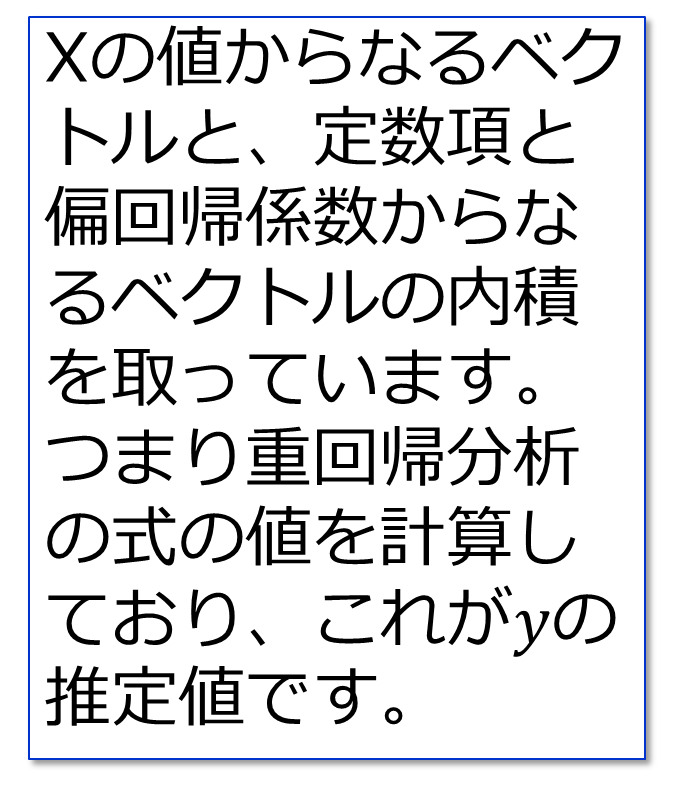 Xの値からなるベク
トルと、定数項と
偏回帰係数からな
るベクトルの内積
を取っています。
つまり重回帰分析
の式の値を計算し
ており、これがyの
推定値です。